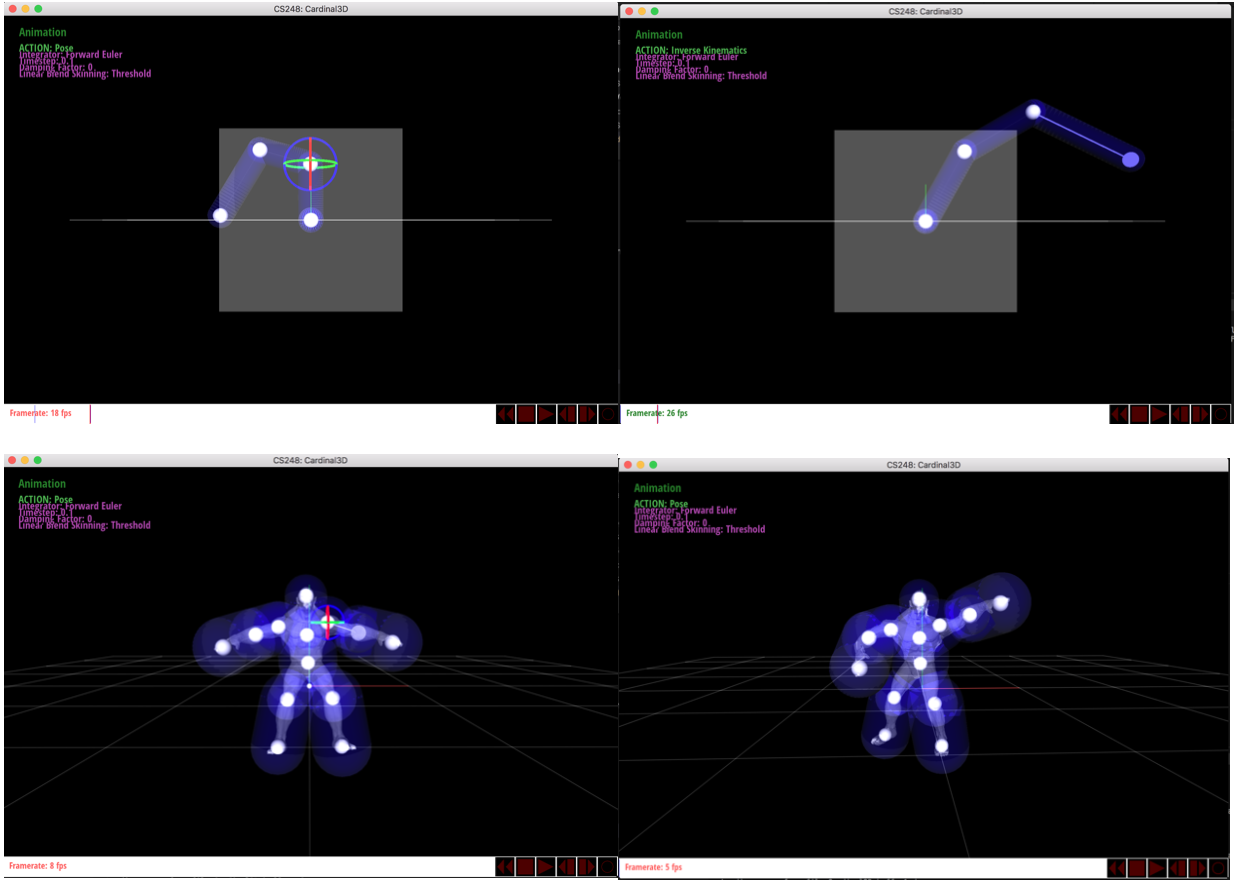 CS248: Cardinal3D
Animation
ACTION: Pose
Integrator: Forward Euler
Timestep: 0.1
Damping Factor: 0
Linear Blend Skinning: Threshold
Framerate: 18 fps
CS248: Cardinal3D
Animation
ACTION: Inverse Kinematics
Integrator: Forward Euler
Timestep: 0.1
Damping Factor: 0
Linear Blend Skinning: Threshold
Framerate: 26 fps
CS248: Cardinal3D
Animation
ACTION: Pose
Integrator: Forward Euler
Timestep: 0.1
Damping Factor: 0
Linear Blend Skinning: Threshold
Framerate: 8 fps
CS248: Cardinal3D
Animation
ACTION: Pose
Integrator: Forward Euler
Timestep: 0.1
Damping Factor: 0
Linear Blend Skinning: Threshold
Framerate: 5 fps